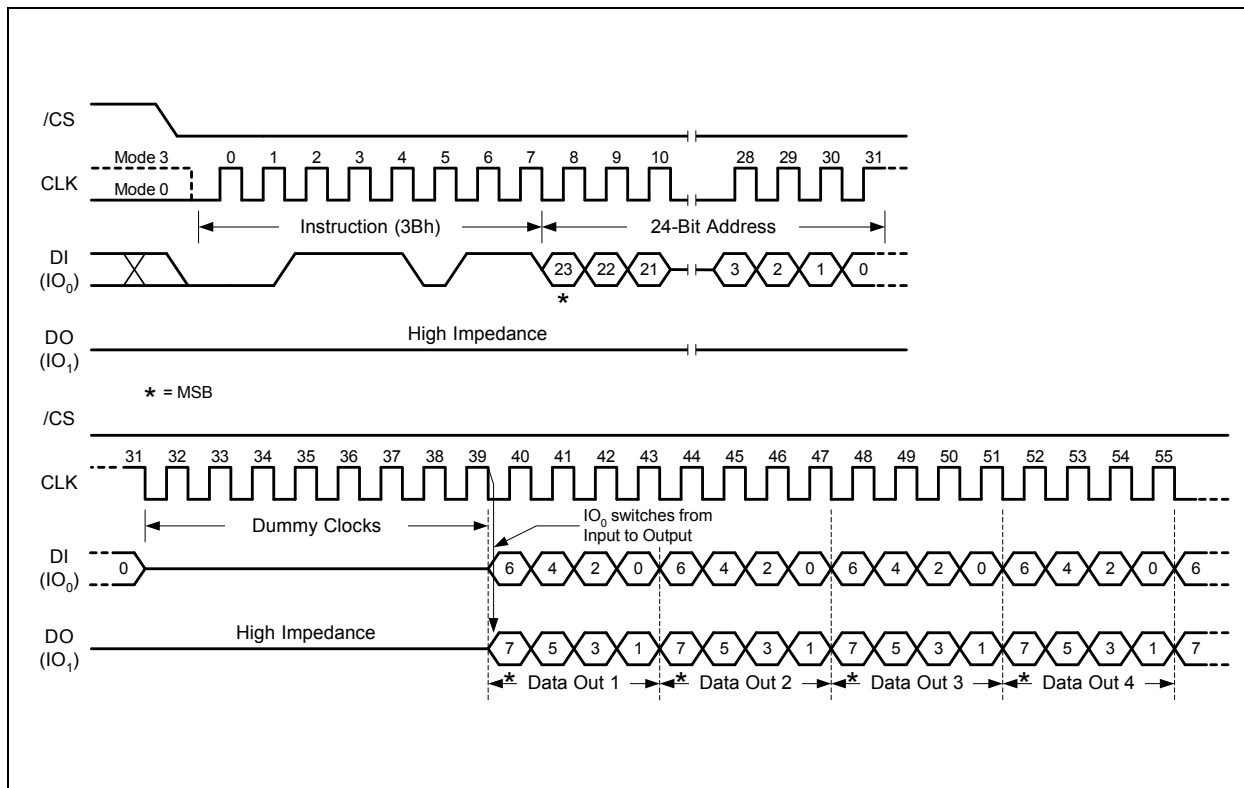 /CS
Mode 3 0 1 2 3 4 5 6 7 8 9 10 28 29 30 31
CLK
Mode 0
Instruction (3Bh) 24-Bit Address
DI
(IO0) 23 22 21 3 2 1 0
*
DO High Impedance
(IO1)
* = MSB
/CS
31 32 33 34 35 36 37 38 39 40 41 42 43 44 45 46 47 48 49 50 51 52 53 54 55
CLK
Dummy Clocks IO0 switches from
Input to Output
DI
(IO0) 0 6 4 2 0 6 4 2 0 6 4 2 0 6 4 2 0 6
DO High Impedance
(IO1) 7 5 3 1 7 5 3 1 7 5 3 1 7 5 3 1 7
* Data Out 1 * Data Out 2 * Data Out 3 * Data Out 4